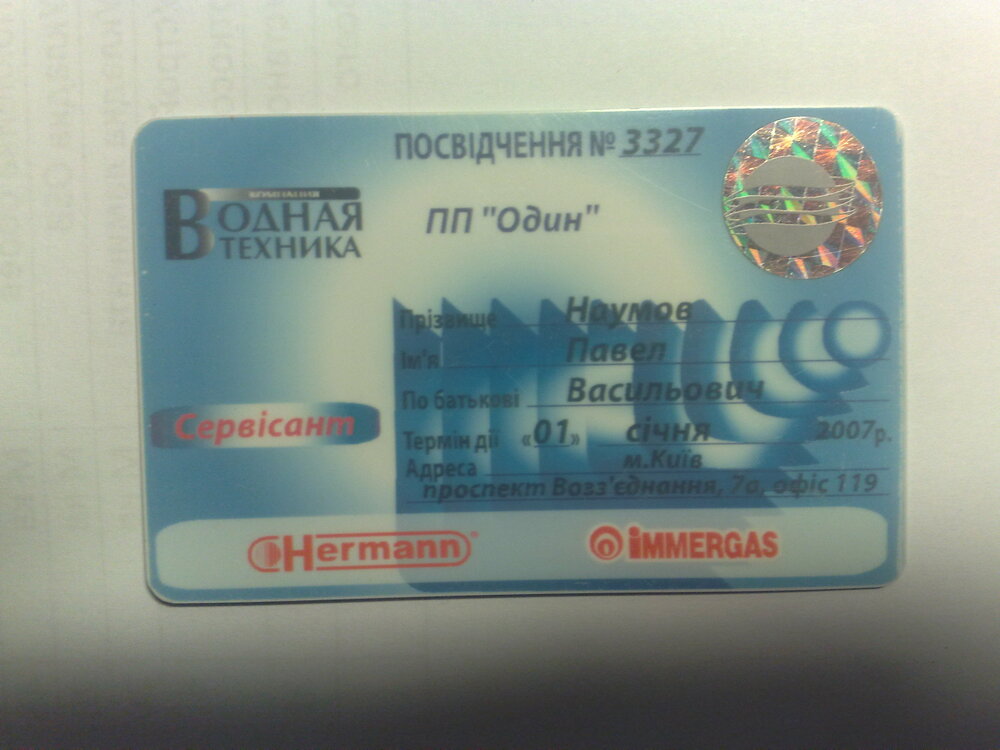 ПОСВІДЧЕННЯ № 3327
КОМПАНИЯ
ВОДНАЯ
ТЕХНИКА
ПП "Один"
Прізвище Наумов
Ім'я Павел
По батькові Васильович
Сервісант
Термін дії «01» січня 2007р.
Адреса м.Київ
проспект Возз'єднання, 7а, офіс 119
Hermann
IMMERGAS